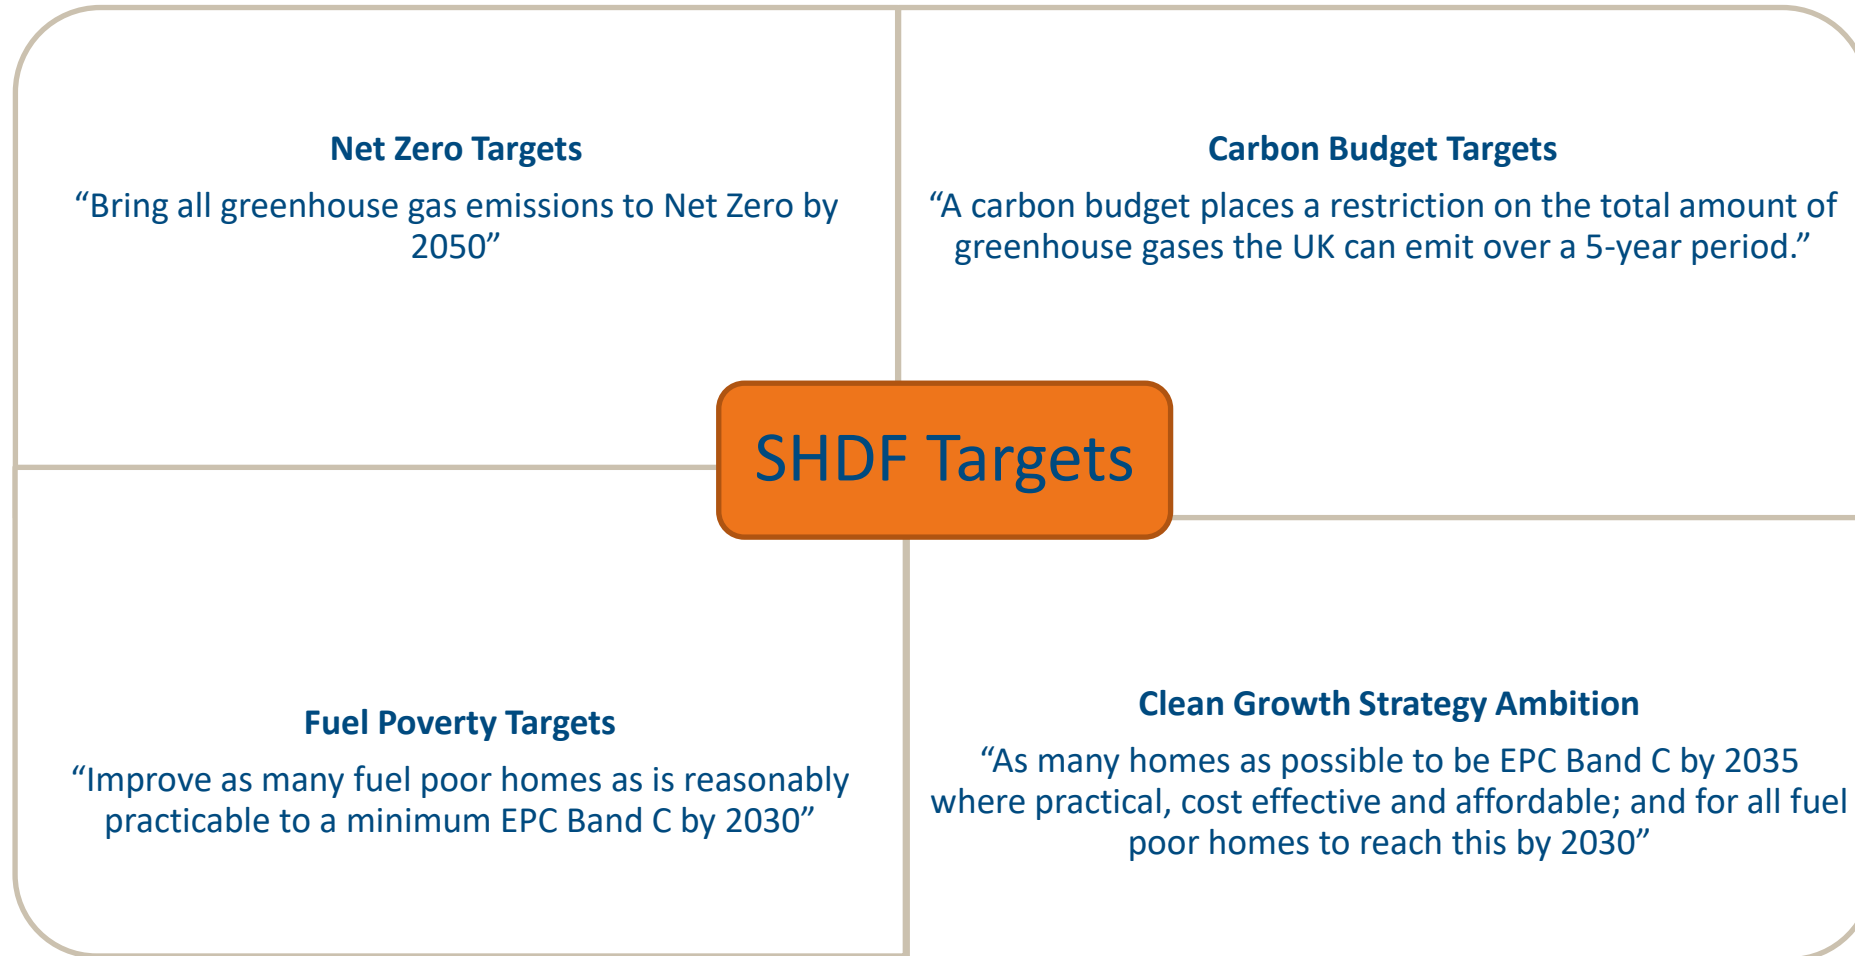 Net Zero Targets
“Bring all greenhouse gas emissions to Net Zero by
2050”
Carbon Budget Targets
“A carbon budget places a restriction on the total amount of
greenhouse gases the UK can emit over a 5-year period.”
SHDF Targets
Fuel Poverty Targets
“Improve as many fuel poor homes as is reasonably
practicable to a minimum EPC Band C by 2030”
Clean Growth Strategy Ambition
“As many homes as possible to be EPC Band C by 2035
where practical, cost effective and affordable; and for all fuel
poor homes to reach this by 2030”